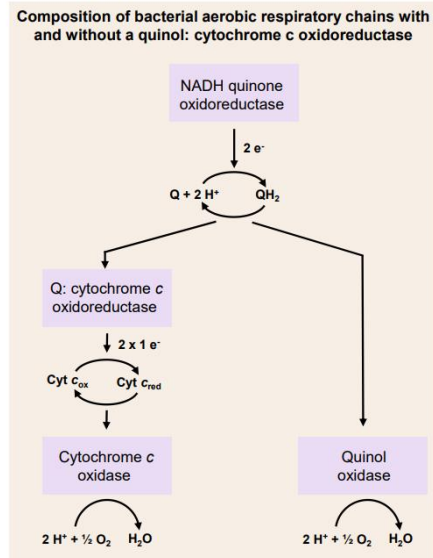 Composition of bacterial aerobic respiratory chains with
and without a quinol: cytochrome c oxidoreductase
NADH quinone
oxidoreductase
2 e⁻
Q + 2 H⁺ QH₂
Q: cytochrome c
oxidoreductase
2 x 1 e⁻
Cyt cₒₓ Cyt c_red
Cytochrome c
oxidase
Quinol
oxidase
2 H⁺ + ½ O₂ H₂O
2 H⁺ + ½ O₂ H₂O